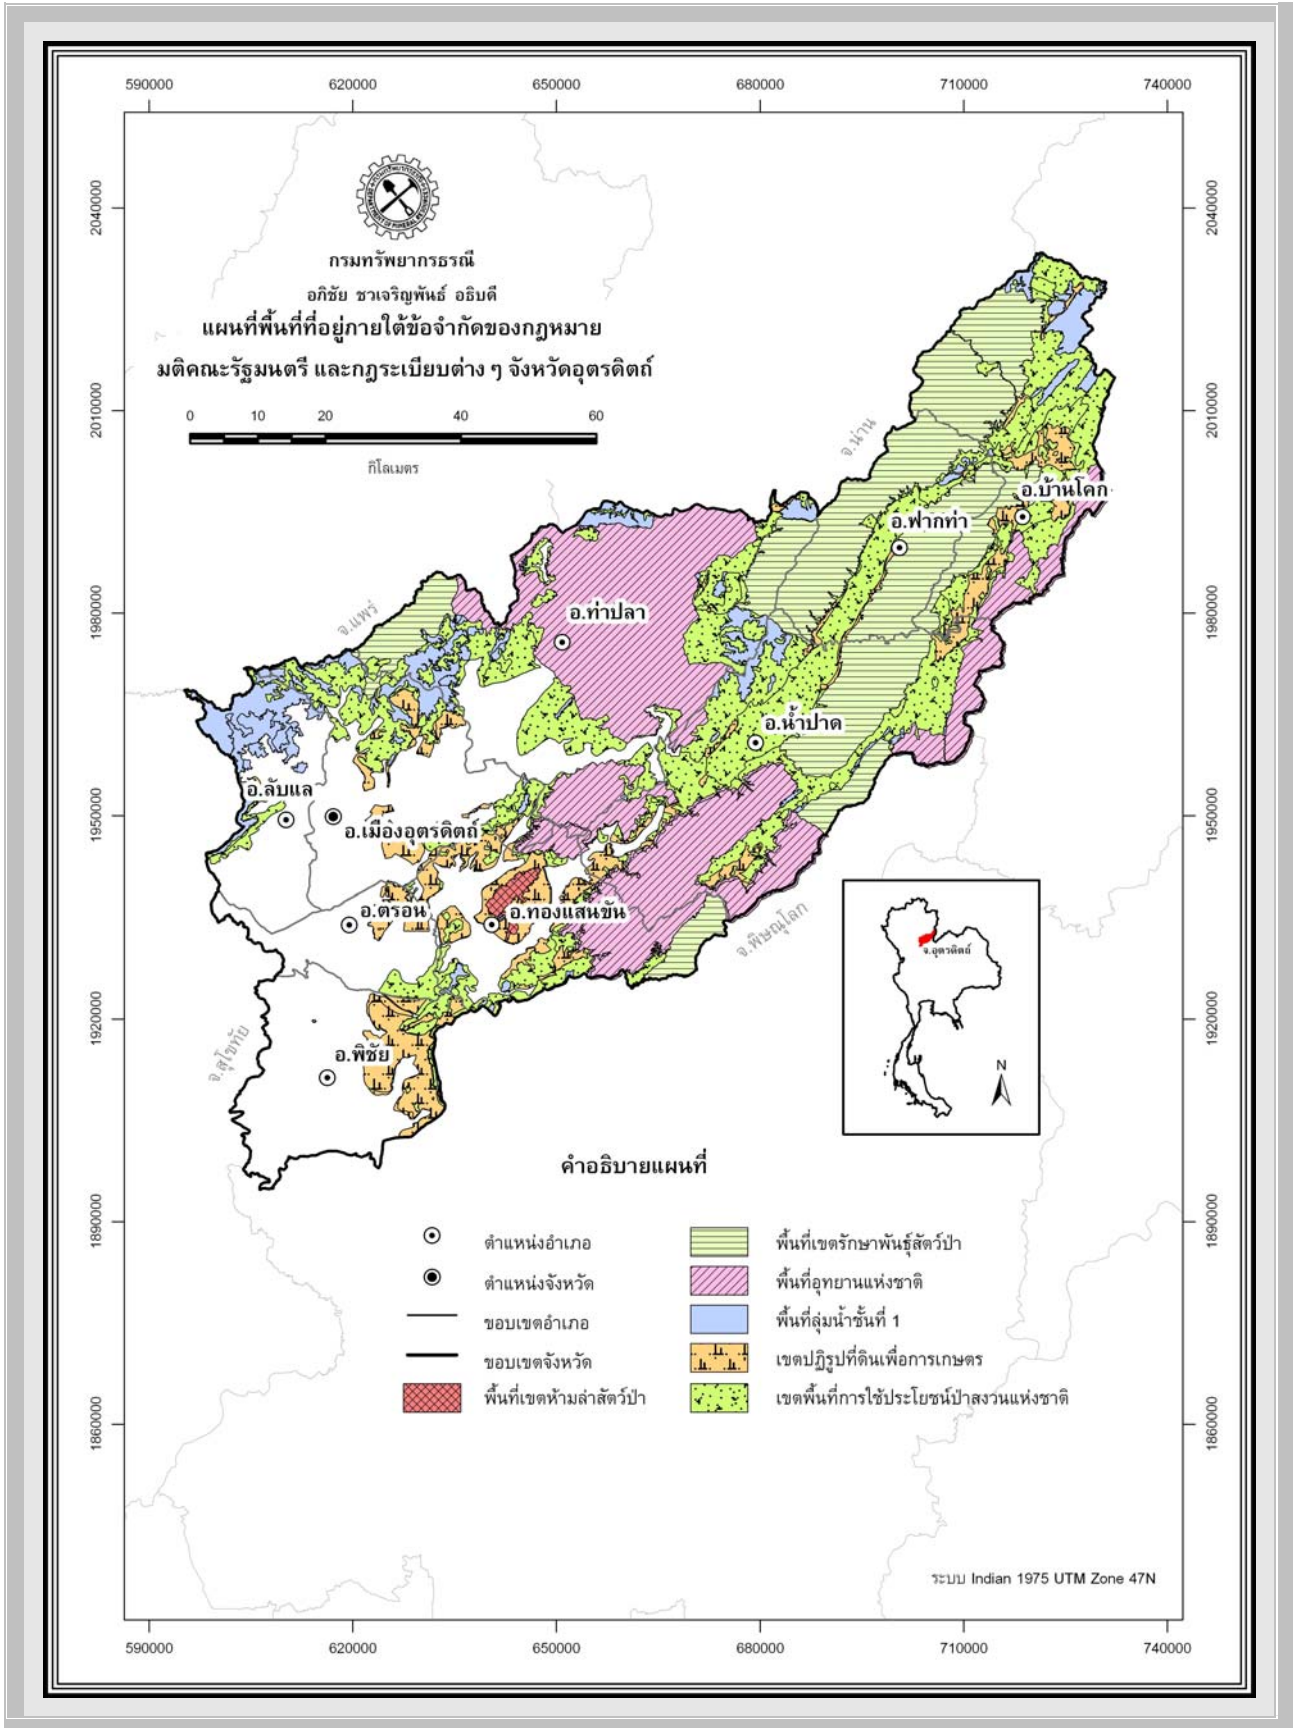 590000 620000 650000 680000 710000 740000
2040000 2040000
กรมทรัพยากรธรณี
อภิชัย ชวเจริญพันธ์ อธิบดี
แผนที่พื้นที่ที่อยู่ภายใต้ข้อจำกัดของกฎหมาย
มติคณะรัฐมนตรี และกฎระเบียบต่าง ๆ จังหวัดอุตรดิตถ์
0 10 20 40 60
กิโลเมตร
2010000 2010000
จ.น่าน
อ.บ้านโคก
อ.ฟากท่า
อ.ท่าปลา
จ.แพร่
1980000 1980000
อ.น้ำปาด
อ.ลับแล
1950000 1950000
อ.เมืองอุตรดิตถ์
อ.ตรอน
อ.ทองแสนขัน
จ.พิษณุโลก
จ.อุตรดิตถ์
1920000 1920000
จ.สุโขทัย
อ.พิชัย
N
คำอธิบายแผนที่
1890000 1890000
ตำแหน่งอำเภอ
ตำแหน่งจังหวัด
ขอบเขตอำเภอ
ขอบเขตจังหวัด
พื้นที่เขตห้ามล่าสัตว์ป่า
พื้นที่เขตรักษาพันธุ์สัตว์ป่า
พื้นที่อุทยานแห่งชาติ
พื้นที่ลุ่มน้ำชั้นที่ 1
เขตปฏิรูปที่ดินเพื่อการเกษตร
เขตพื้นที่การใช้ประโยชน์ป่าสงวนแห่งชาติ
1860000 1860000
ระบบ Indian 1975 UTM Zone 47N
590000 620000 650000 680000 710000 740000